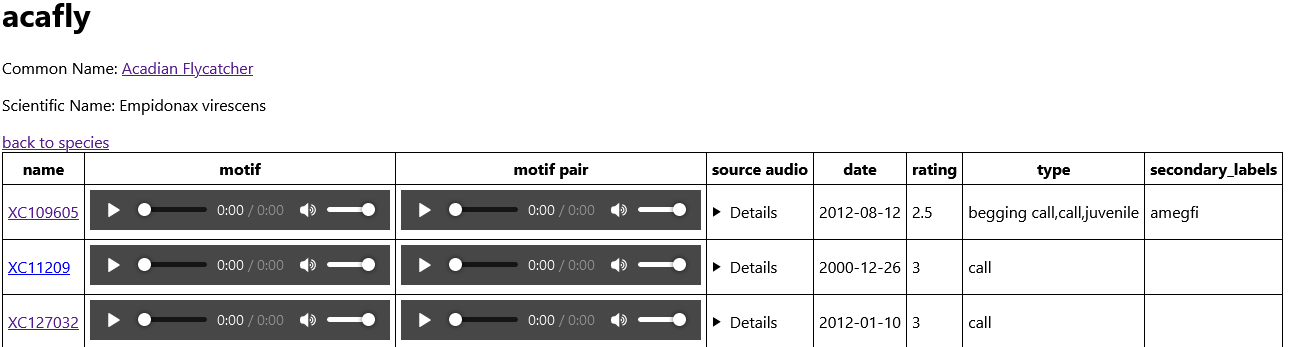 acafly
Common Name: Acadian Flycatcher
Scientific Name: Empidonax virescens
back to species
name motif motif pair source audio date rating type secondary_labels
XC109605 0:00 / 0:00 0:00 / 0:00 Details 2012-08-12 2.5 begging call,call,juvenile amegfi
XC11209 0:00 / 0:00 0:00 / 0:00 Details 2000-12-26 3 call
XC127032 0:00 / 0:00 0:00 / 0:00 Details 2012-01-10 3 call